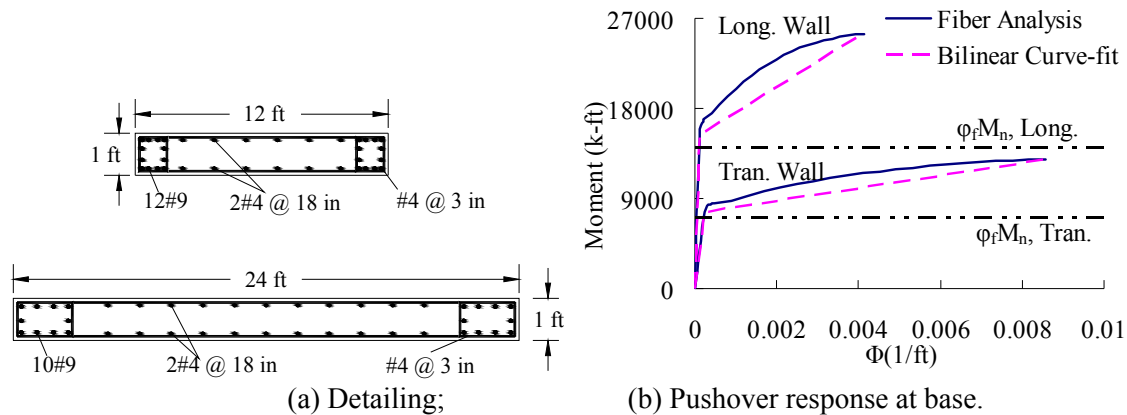 12 ft
1 ft
12#9
2#4 @ 18 in
#4 @ 3 in
24 ft
1 ft
10#9
2#4 @ 18 in
#4 @ 3 in
(a) Detailing;
27000
18000
9000
0
Moment (k-ft)
Long. Wall
Fiber Analysis
Bilinear Curve-fit
φfMn, Long.
Tran. Wall
φfMn, Tran.
0
0.002
0.004
0.006
0.008
0.01
Φ(1/ft)
(b) Pushover response at base.